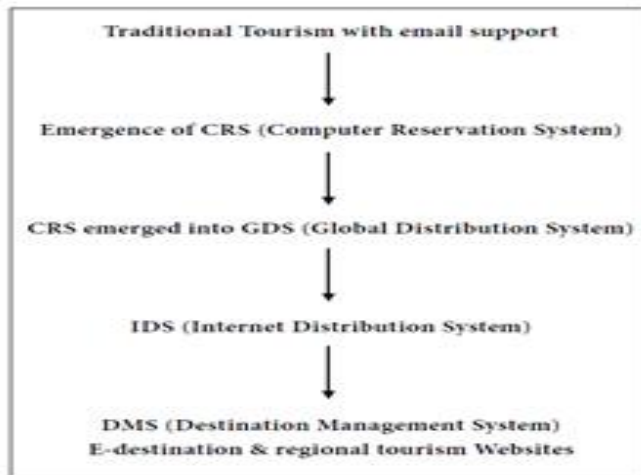 Traditional Tourism with email support
Emergence of CRS (Computer Reservation System)
CRS emerged into GDS (Global Distribution System)
IDS (Internet Distribution System)
DMS (Destination Management System)
E-destination & regional tourism Websites